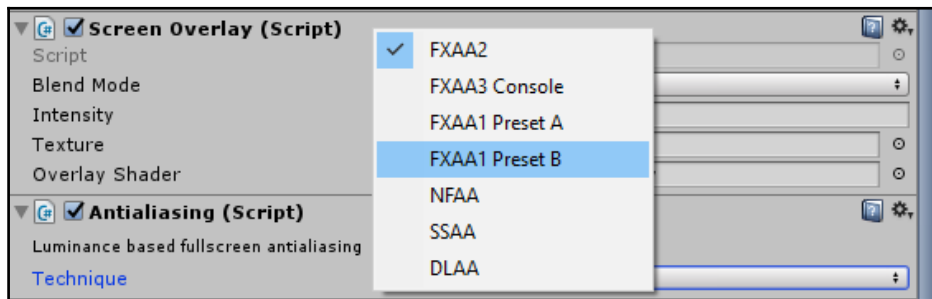 Screen Overlay (Script)
Script
Blend Mode
Intensity
Texture
Overlay Shader
Antialiasing (Script)
Luminance based fullscreen antialiasing
Technique
FXAA2
FXAA3 Console
FXAA1 Preset A
FXAA1 Preset B
NFAA
SSAA
DLAA